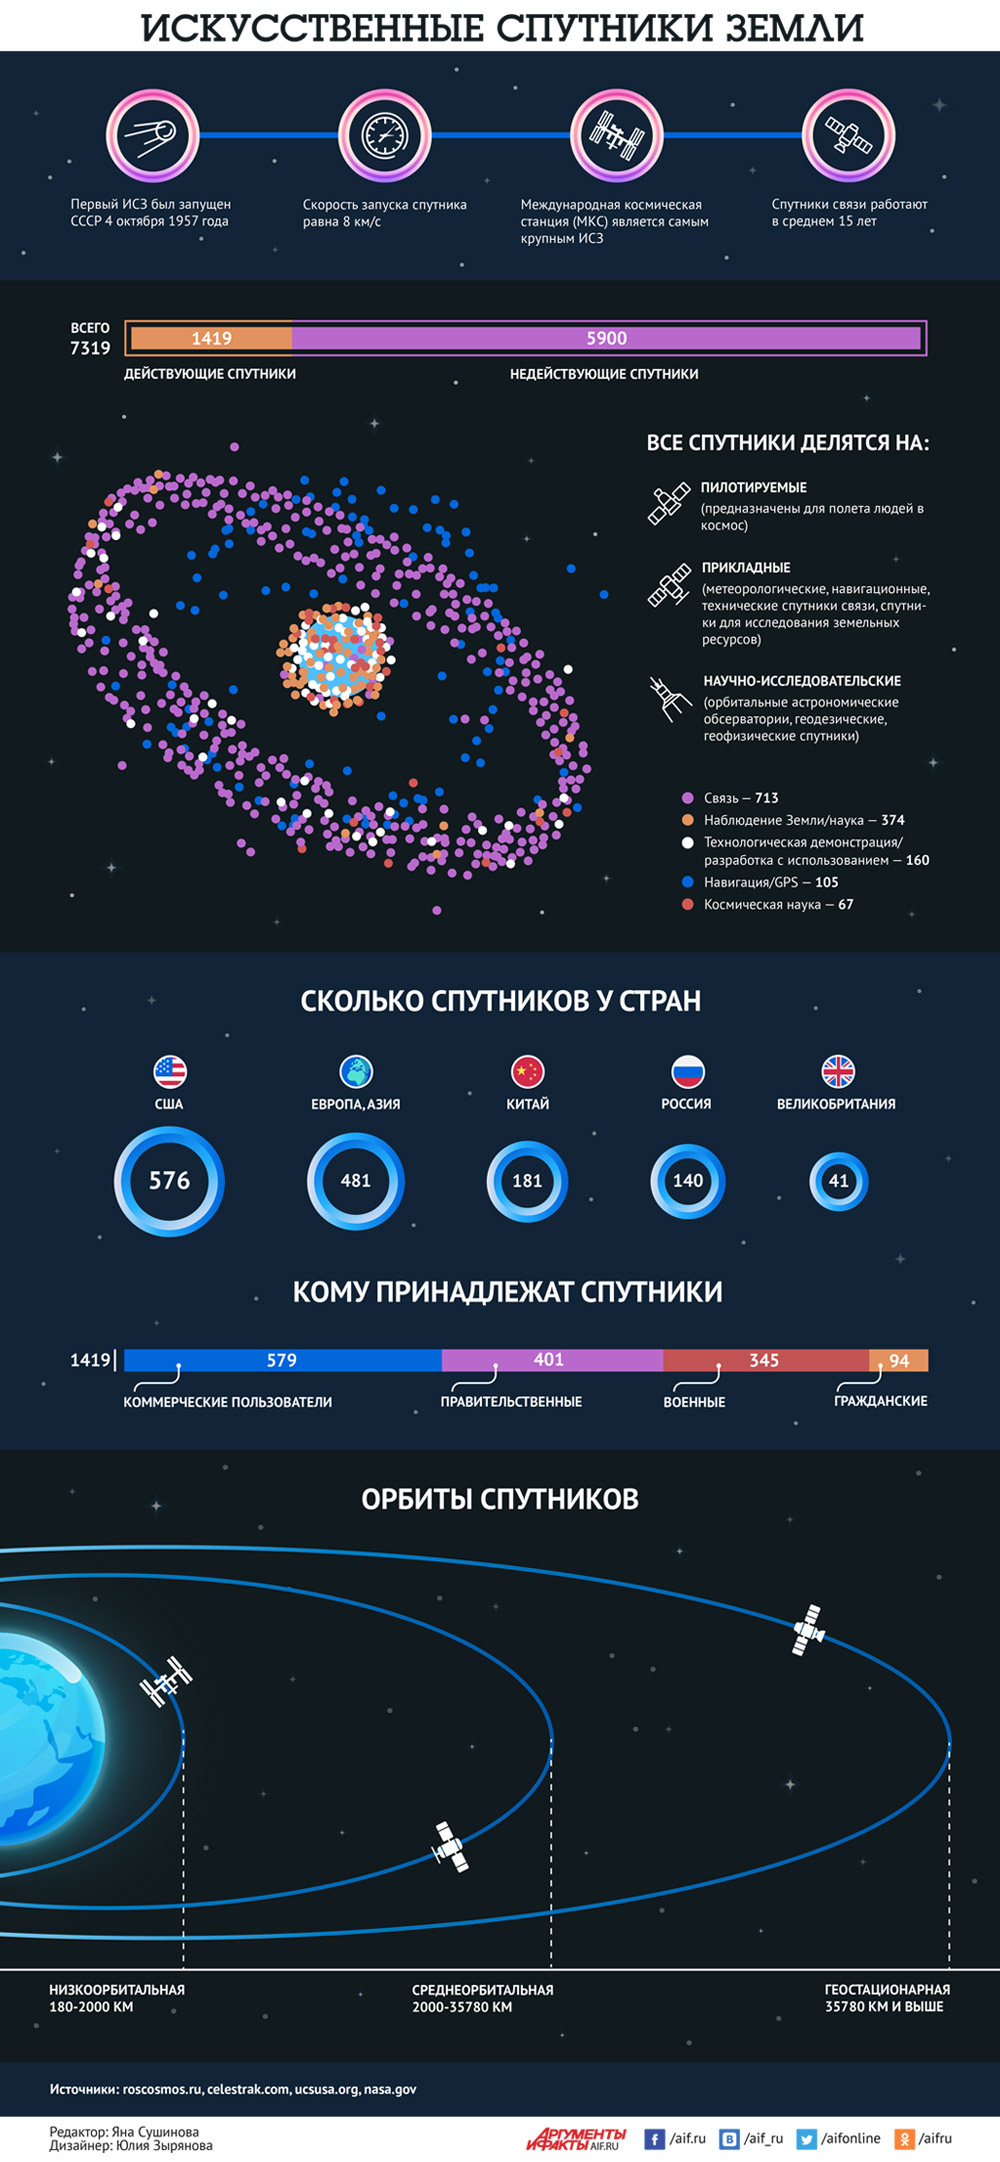 ИСКУССТВЕННЫЕ СПУТНИКИ ЗЕМЛИ
Первый ИСЗ был запущен
СССР 4 октября 1957 года
Скорость запуска спутника
равна 8 км/с
Международная космическая
станция (МКС) является самым
крупным ИСЗ
Спутники связи работают
в среднем 15 лет
ВСЕГО
7319
1419
5900
ДЕЙСТВУЮЩИЕ СПУТНИКИ
НЕДЕЙСТВУЮЩИЕ СПУТНИКИ
ВСЕ СПУТНИКИ ДЕЛЯТСЯ НА:
ПИЛОТИРУЕМЫЕ
(предназначены для полета людей в
космос)
ПРИКЛАДНЫЕ
(метеорологические, навигационные,
технические спутники связи, спутни-
ки для исследования земельных
ресурсов)
НАУЧНО-ИССЛЕДОВАТЕЛЬСКИЕ
(орбитальные астрономические
обсерватории, геодезические,
геофизические спутники)
Связь – 713
Наблюдение Земли/наука – 374
Технологическая демонстрация/
разработка с использованием – 160
Навигация/GPS – 105
Космическая наука – 67
СКОЛЬКО СПУТНИКОВ У СТРАН
США
ЕВРОПА, АЗИЯ
КИТАЙ
РОССИЯ
ВЕЛИКОБРИТАНИЯ
576
481
181
140
41
КОМУ ПРИНАДЛЕЖАТ СПУТНИКИ
1419
579
401
345
94
КОММЕРЧЕСКИЕ ПОЛЬЗОВАТЕЛИ
ПРАВИТЕЛЬСТВЕННЫЕ
ВОЕННЫЕ
ГРАЖДАНСКИЕ
ОРБИТЫ СПУТНИКОВ
НИЗКООРБИТАЛЬНАЯ
180-2000 КМ
СРЕДНЕОРБИТАЛЬНАЯ
2000-35780 КМ
ГЕОСТАЦИОНАРНАЯ
35780 КМ И ВЫШЕ
Источники: roscosmos.ru, celestrak.com, ucsusa.org, nasa.gov
Редактор: Яна Сушинова
Дизайнер: Юлия Зырянова
АРГУМЕНТЫ
И ФАКТЫ AIF.RU
/aif.ru
/aif_ru
/aifonline
/aifru